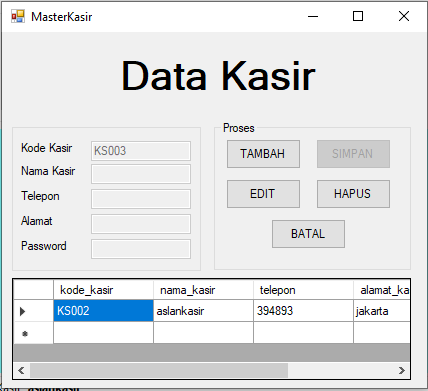 MasterKasir
Data Kasir
Kode Kasir KS003
Nama Kasir
Telepon
Alamat
Password
Proses
TAMBAH SIMPAN
EDIT HAPUS
BATAL
kode_kasir nama_kasir telepon alamat_ka
KS002 aslankasir 394893 jakarta